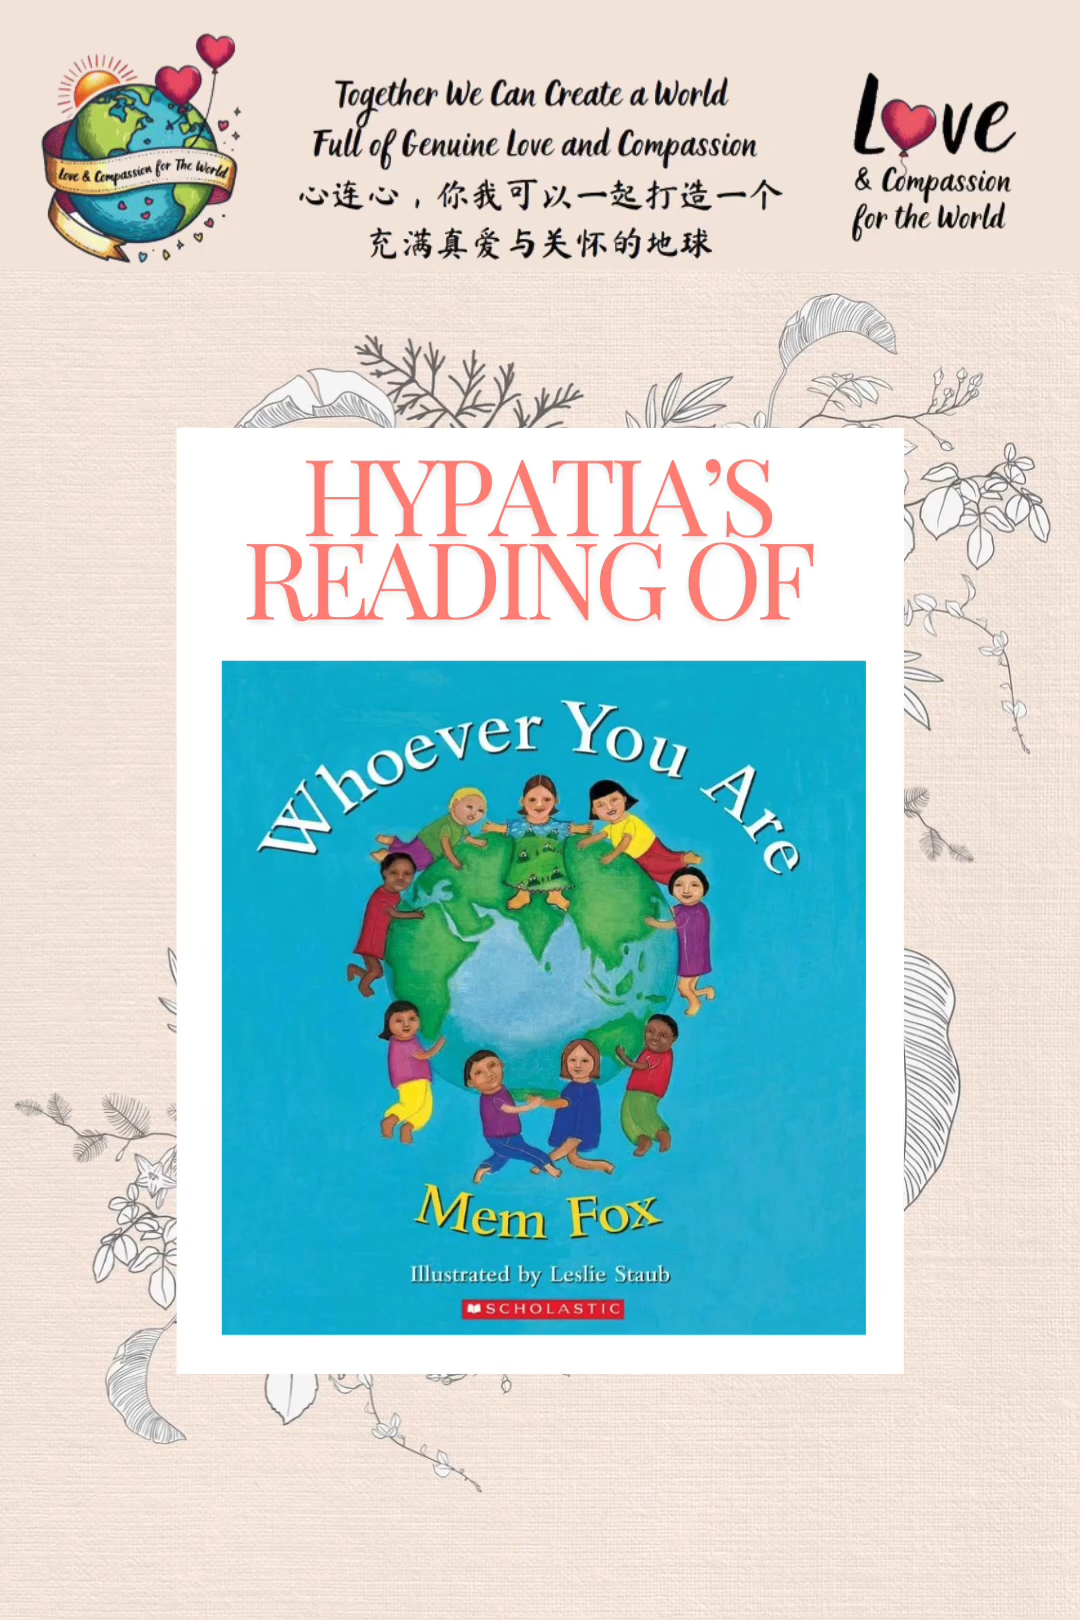 Love & Compassion for The World
Together We Can Create a World
Full of Genuine Love and Compassion
心连心，你我可以一起打造一个
充满真爱与关怀的地球
Love
& Compassion
for the World
HYPATIA’S
READING OF
Whoever You Are
Mem Fox
Illustrated by Leslie Staub
SCHOLASTIC